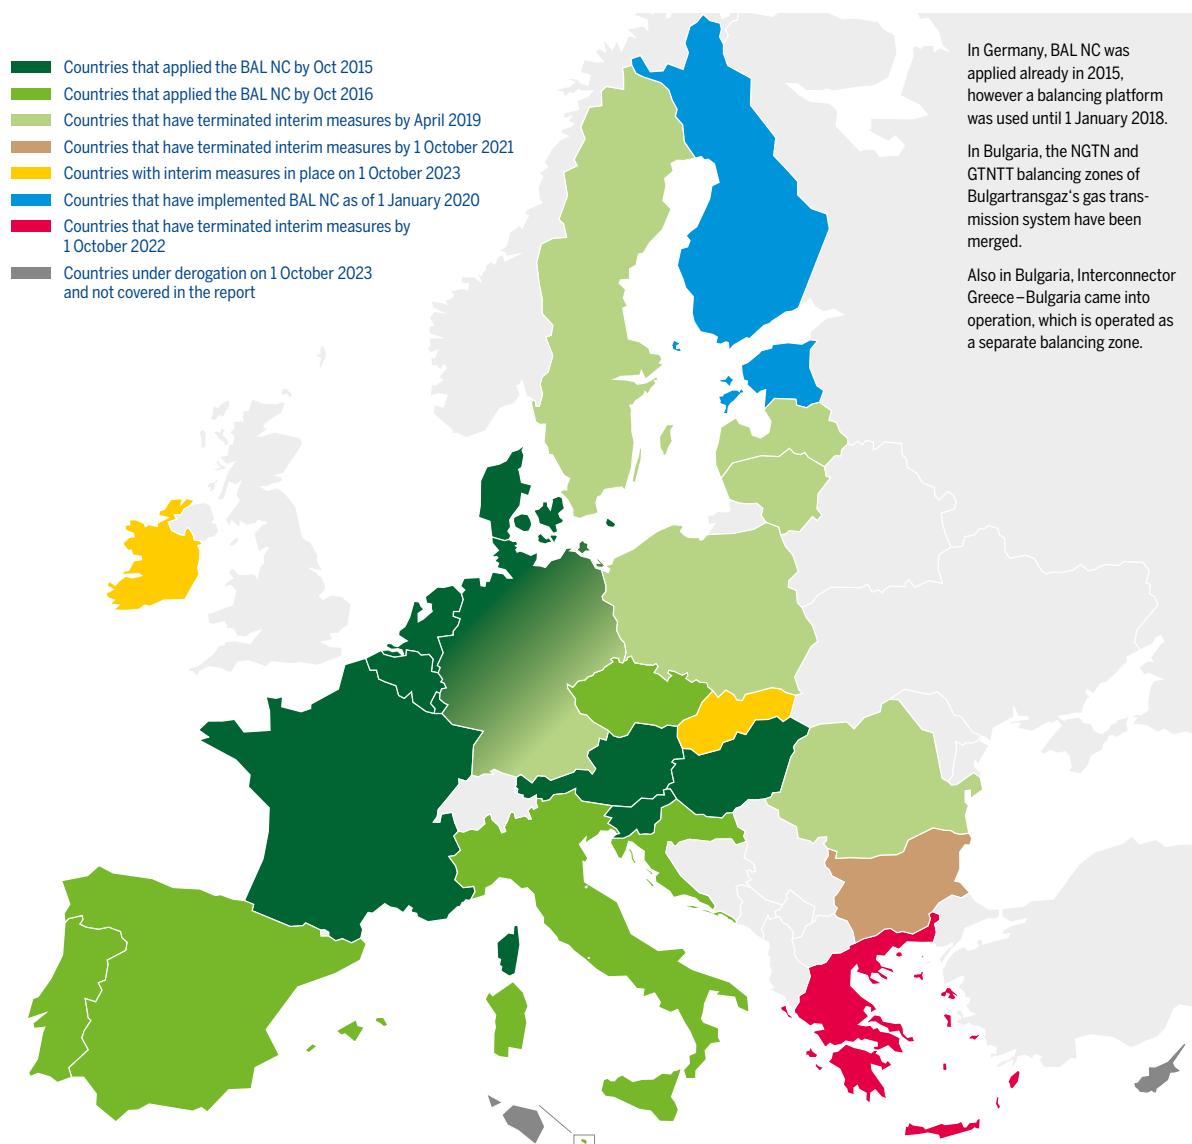 Countries that applied the BAL NC by Oct 2015
Countries that applied the BAL NC by Oct 2016
Countries that have terminated interim measures by April 2019
Countries that have terminated interim measures by 1 October 2021
Countries with interim measures in place on 1 October 2023
Countries that have implemented BAL NC as of 1 January 2020
Countries that have terminated interim measures by
1 October 2022
Countries under derogation on 1 October 2023
and not covered in the report
In Germany, BAL NC was
applied already in 2015,
however a balancing platform
was used until 1 January 2018.
In Bulgaria, the NGTN and
GTNTT balancing zones of
Bulgartransgaz‘s gas trans-
mission system have been
merged.
Also in Bulgaria, Interconnector
Greece–Bulgaria came into
operation, which is operated as
a separate balancing zone.